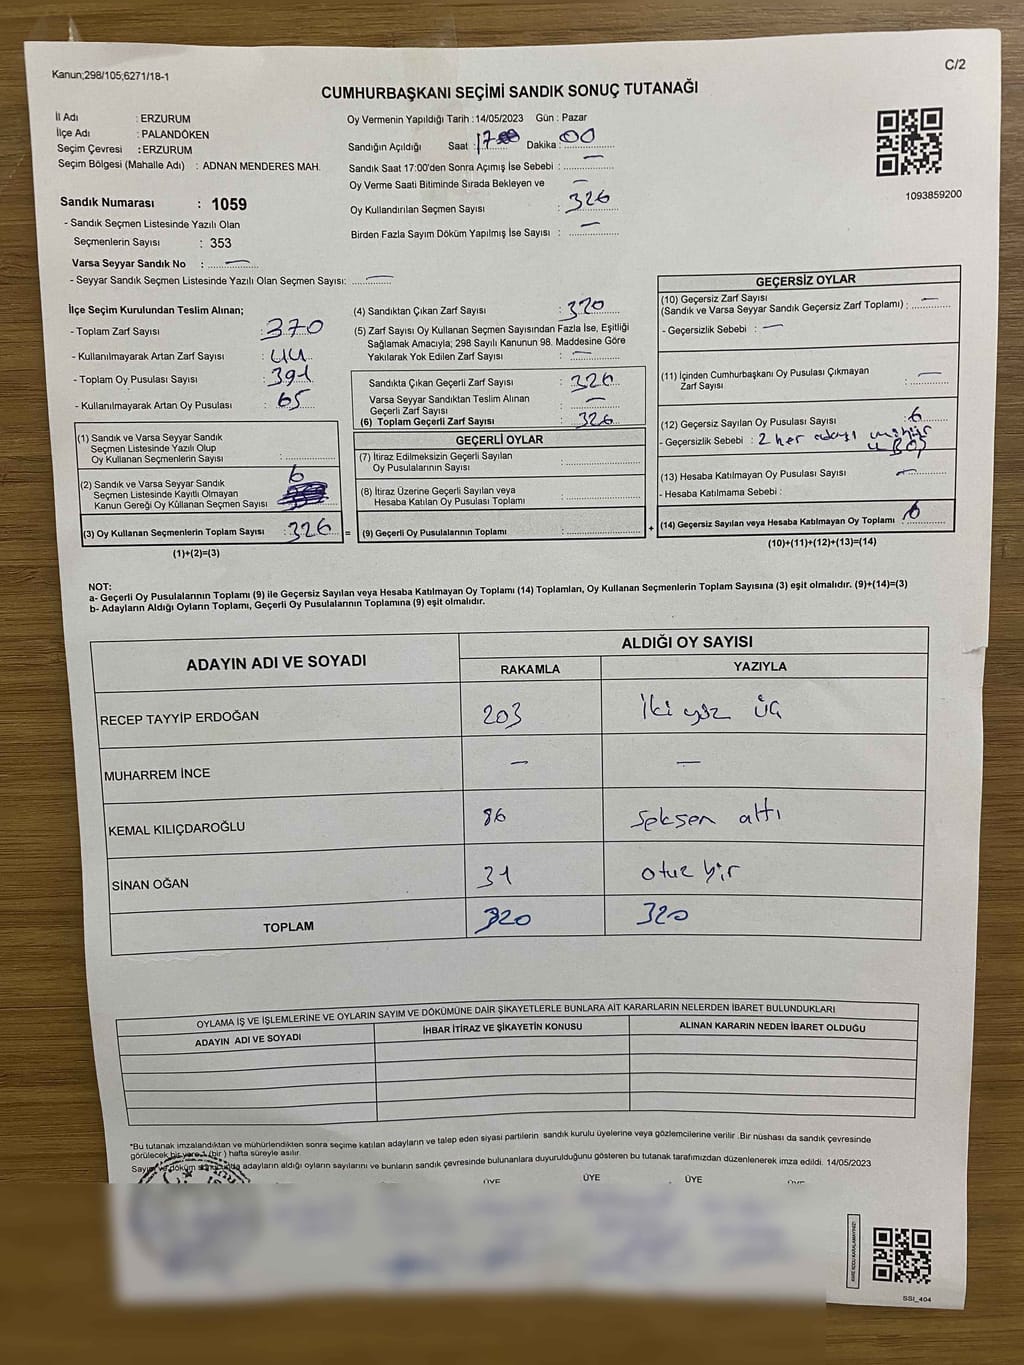 Kanun;298/105;6271/18-1
C/2
CUMHURBAŞKANI SEÇİMİ SANDIK SONUÇ TUTANAĞI
İl Adı : ERZURUM
İlçe Adı : PALANDÖKEN
Seçim Çevresi : ERZURUM
Seçim Bölgesi (Mahalle Adı) : ADNAN MENDERES MAH.
Oy Vermenin Yapıldığı Tarih : 14/05/2023 Gün : Pazar
Sandığın Açıldığı Saat : 17 Dakika : 00
Sandık Saat 17:00'den Sonra Açımış İse Sebebi : —
Oy Verme Saati Bitiminde Sırada Bekleyen ve —
Oy Kullandırılan Seçmen Sayısı : 326
Birden Fazla Sayım Döküm Yapılmış İse Sayısı : —
1093859200
Sandık Numarası : 1059
- Sandık Seçmen Listesinde Yazılı Olan
Seçmenlerin Sayısı : 353
Varsa Seyyar Sandık No : —
- Seyyar Sandık Seçmen Listesinde Yazılı Olan Seçmen Sayısı: —
İlçe Seçim Kurulundan Teslim Alınan;
- Toplam Zarf Sayısı : 370
- Kullanılmayarak Artan Zarf Sayısı : 44
- Toplam Oy Pusulası Sayısı : 391
- Kullanılmayarak Artan Oy Pusulası : 65
(1) Sandık ve Varsa Seyyar Sandık
Seçmen Listesinde Yazılı Olup
Oy Kullanan Seçmenlerin Sayısı :
(2) Sandık ve Varsa Seyyar Sandık
Seçmen Listesinde Kayıtlı Olmayan
Kanun Gereği Oy Küllanan Seçmen Sayısı : 6
(3) Oy Kullanan Seçmenlerin Toplam Sayısı : 326
(1)+(2)=(3)
(4) Sandıktan Çıkan Zarf Sayısı : 320
(5) Zarf Sayısı Oy Kullanan Seçmen Sayısından Fazla İse, Eşitliği
Sağlamak Amacıyla; 298 Sayılı Kanunun 98. Maddesine Göre
Yakılarak Yok Edilen Zarf Sayısı : —
Sandıkta Çıkan Geçerli Zarf Sayısı : 326
Varsa Seyyar Sandıktan Teslim Alınan
Geçerli Zarf Sayısı : —
(6) Toplam Geçerli Zarf Sayısı : 326
GEÇERLİ OYLAR
(7) İtiraz Edilmeksizin Geçerli Sayılan
Oy Pusulalarının Sayısı :
(8) İtiraz Üzerine Geçerli Sayılan veya
Hesaba Katılan Oy Pusulası Toplamı :
= (9) Geçerli Oy Pusulalarının Toplamı :
GEÇERSİZ OYLAR
(10) Geçersiz Zarf Sayısı
(Sandık ve Varsa Seyyar Sandık Geçersiz Zarf Toplamı) : —
- Geçersizlik Sebebi : —
(11) İçinden Cumhurbaşkanı Oy Pusulası Çıkmayan
Zarf Sayısı : —
(12) Geçersiz Sayılan Oy Pusulası Sayısı : 6
- Geçersizlik Sebebi : 2 her adayı mühür
(13) Hesaba Katılmayan Oy Pusulası Sayısı : —
- Hesaba Katılmama Sebebi :
+ (14) Geçersiz Sayılan veya Hesaba Katılmayan Oy Toplamı : 6
(10)+(11)+(12)+(13)=(14)
NOT:
a- Geçerli Oy Pusulalarının Toplamı (9) ile Geçersiz Sayılan veya Hesaba Katılmayan Oy Toplamı (14) Toplamları, Oy Kullanan Seçmenlerin Toplam Sayısına (3) eşit olmalıdır. (9)+(14)=(3)
b- Adayların Aldığı Oyların Toplamı, Geçerli Oy Pusulalarının Toplamına (9) eşit olmalıdır.
ADAYIN ADI VE SOYADI
ALDIĞI OY SAYISI
RAKAMLA YAZIYLA
RECEP TAYYİP ERDOĞAN 203 İki yüz üç
MUHARREM İNCE — —
KEMAL KILIÇDAROĞLU 86 seksen altı
SİNAN OĞAN 31 otuz bir
TOPLAM 320 320
OYLAMA İŞ VE İŞLEMLERİNE VE OYLARIN SAYIM VE DÖKÜMÜNE DAİR ŞİKAYETLERLE BUNLARA AİT KARARLARIN NELERDEN İBARET BULUNDUKLARI
ADAYIN ADI VE SOYADI İHBAR İTİRAZ VE ŞİKAYETİN KONUSU ALINAN KARARIN NEDEN İBARET OLDUĞU
*Bu tutanak imzalandıktan ve mühürlendikten sonra seçime katılan adayların ve talep eden siyasi partilerin sandık kurulu üyelerine veya gözlemcilerine verilir .Bir nüshası da sandık çevresinde
görülecek bir yere 1 (bir ) hafta süreyle asılır.
Sayım ve döküm sonucunda adayların aldığı oyların sayılarını ve bunların sandık çevresinde bulunanlara duyurulduğunu gösteren bu tutanak tarafımızdan düzenlenerek imza edildi. 14/05/2023
ÜYE ÜYE ÜYE ÜYE
SSI_404